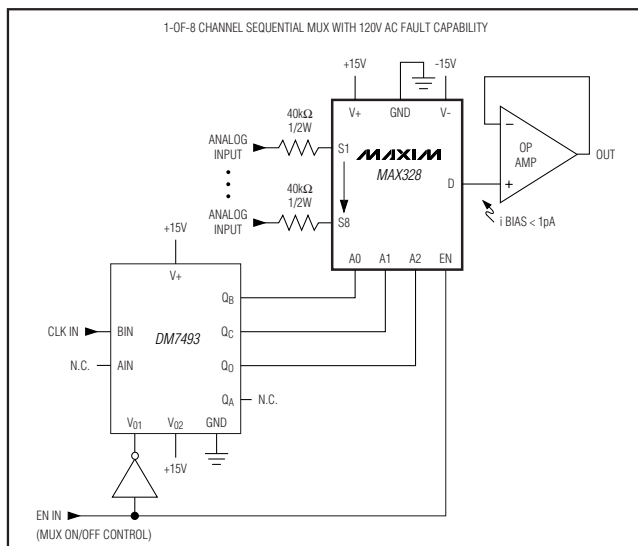 1-OF-8 CHANNEL SEQUENTIAL MUX WITH 120V AC FAULT CAPABILITY
+15V
-15V
GND
V+
V-
40kΩ
1/2W
ANALOG
INPUT
S1
MAXIM
MAX328
OP
AMP
−
+
OUT
D
i BIAS < 1pA
40kΩ
1/2W
ANALOG
INPUT
S8
A0 A1 A2 EN
+15V
V+
QB
CLK IN
BIN
QC
DM7493
N.C.
AIN
QO
QA
N.C.
V01 V02 GND
+15V
EN IN
(MUX ON/OFF CONTROL)